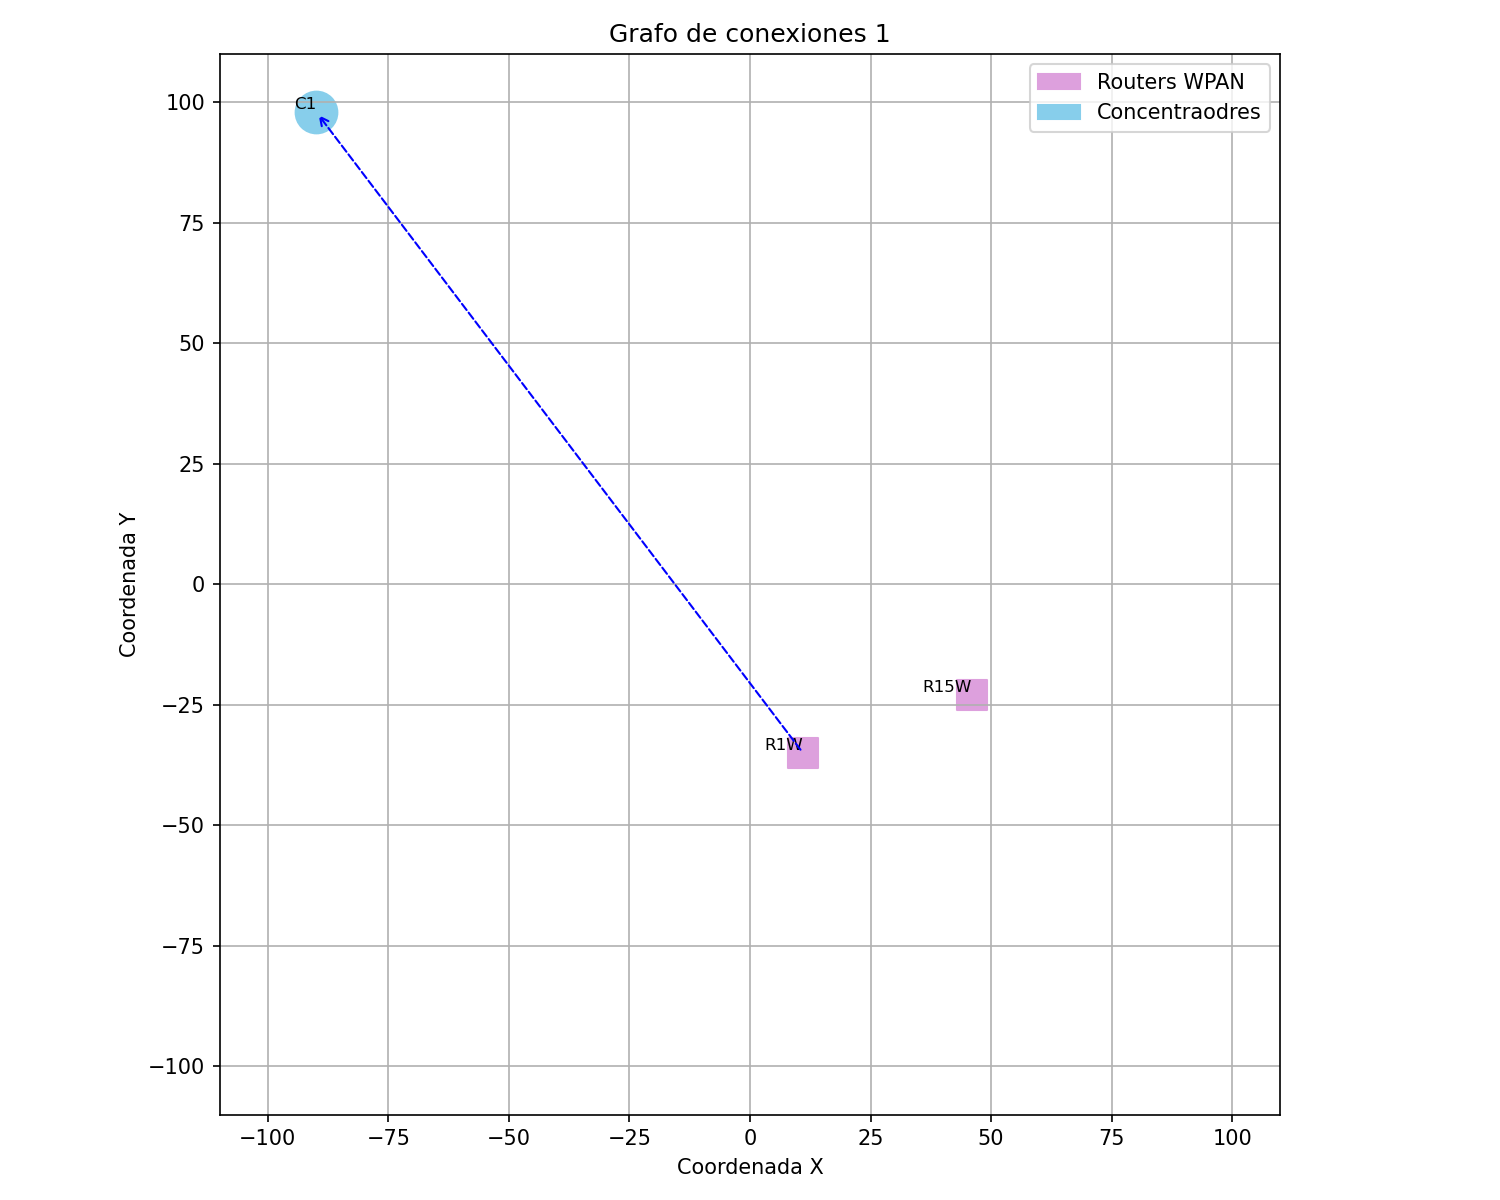 Grafo de conexiones 1
Routers WPAN
Concentraodres
C1
R15W
R1W
100
75
50
25
0
−25
−50
−75
−100
Coordenada Y
−100 −75 −50 −25 0 25 50 75 100
Coordenada X